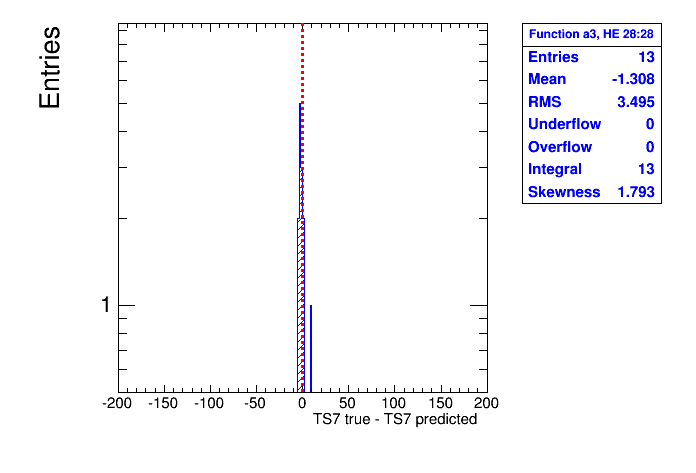 Function a3, HE 28:28
Entries 13
Mean -1.308
RMS 3.495
Underflow 0
Overflow 0
Integral 13
Skewness 1.793
Entries
1
-200 -150 -100 -50 0 50 100 150 200
TS7 true - TS7 predicted